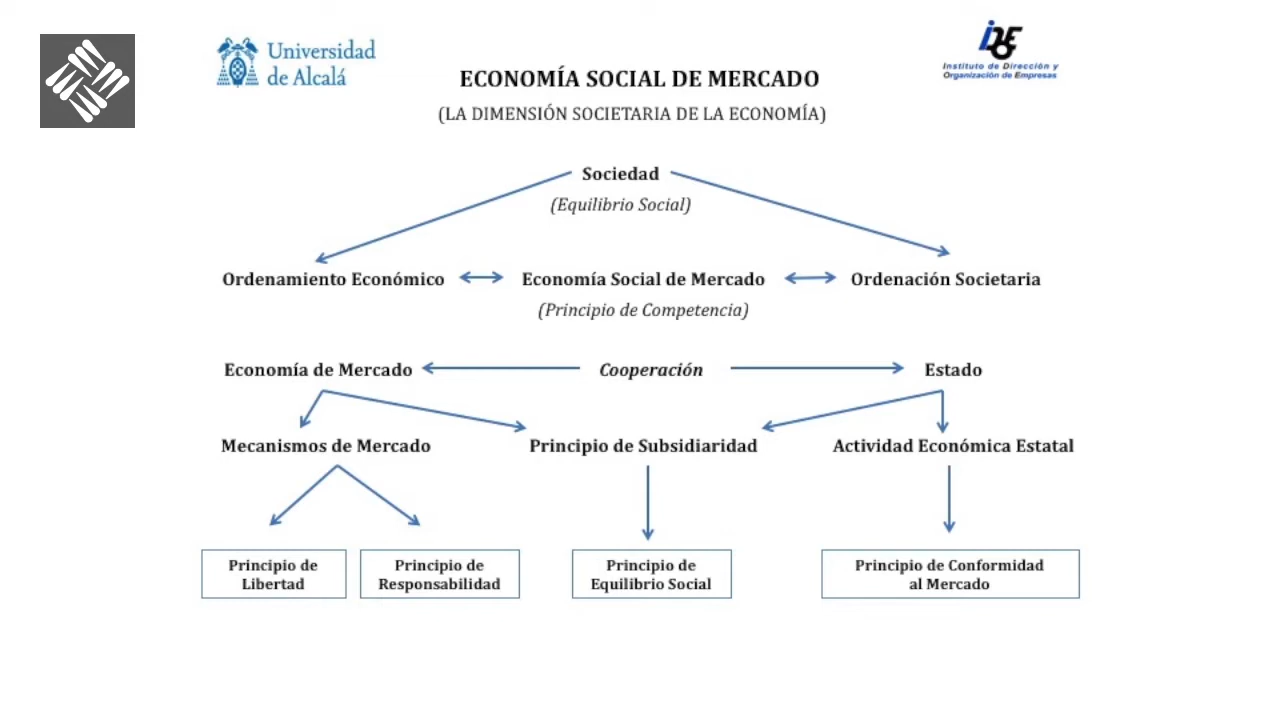 Universidad
de Alcalá
IDOE
Instituto de Dirección y
Organización de Empresas
ECONOMÍA SOCIAL DE MERCADO
(LA DIMENSIÓN SOCIETARIA DE LA ECONOMÍA)
Sociedad
(Equilibrio Social)
Ordenamiento Económico
Economía Social de Mercado
Ordenación Societaria
(Principio de Competencia)
Economía de Mercado
Cooperación
Estado
Mecanismos de Mercado
Principio de Subsidiaridad
Actividad Económica Estatal
Principio de
Libertad
Principio de
Responsabilidad
Principio de
Equilibrio Social
Principio de Conformidad
al Mercado